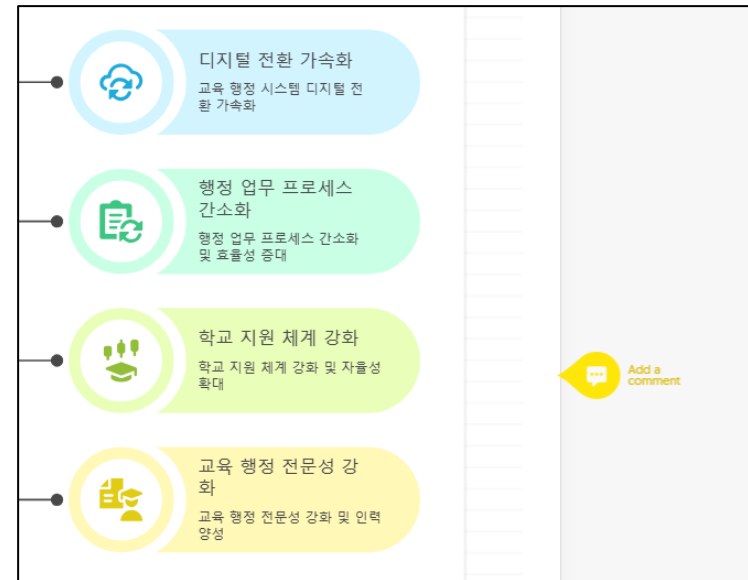 디지털 전환 가속화
교육 행정 시스템 디지털 전
환 가속화
행정 업무 프로세스
간소화
행정 업무 프로세스 간소화
및 효율성 증대
학교 지원 체계 강화
학교 지원 체계 강화 및 자율성
확대
Add a
comment
교육 행정 전문성 강
화
교육 행정 전문성 강화 및 인력
양성